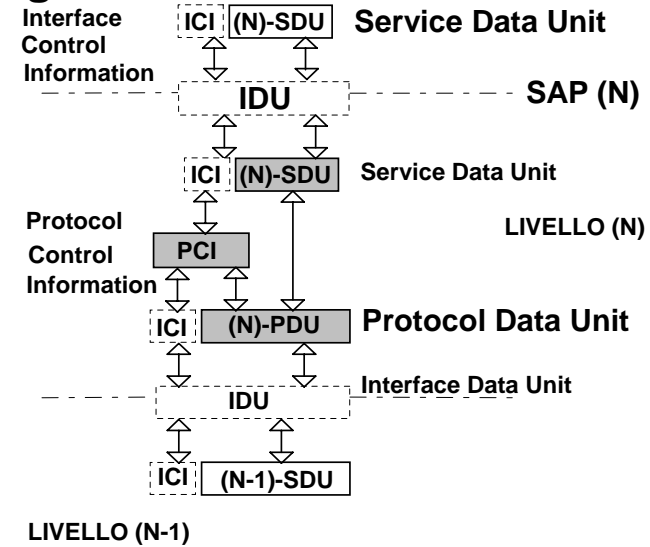 Interface
Control
Information
ICI (N)-SDU Service Data Unit
IDU
SAP (N)
ICI (N)-SDU Service Data Unit
LIVELLO (N)
Protocol
Control
Information
PCI
ICI (N)-PDU Protocol Data Unit
Interface Data Unit
IDU
ICI (N-1)-SDU
LIVELLO (N-1)